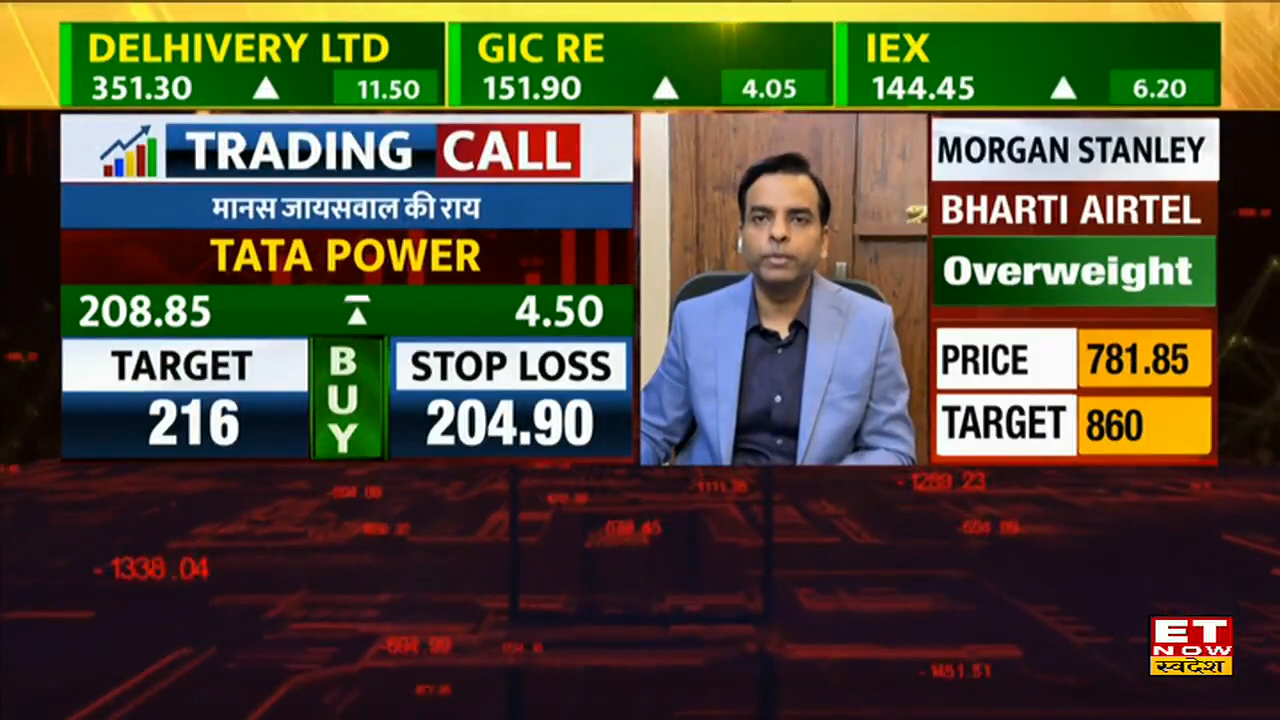 DELHIVERY LTD
351.30 ▲ 11.50
GIC RE
151.90 ▲ 4.05
IEX
144.45 ▲ 6.20
TRADING CALL
मानस जायसवाल की राय
TATA POWER
208.85 4.50
TARGET
216
BUY
STOP LOSS
204.90
MORGAN STANLEY
BHARTI AIRTEL
Overweight
PRICE 781.85
TARGET 860
-1289.23
-1338.04
ET
NOW
स्वदेश